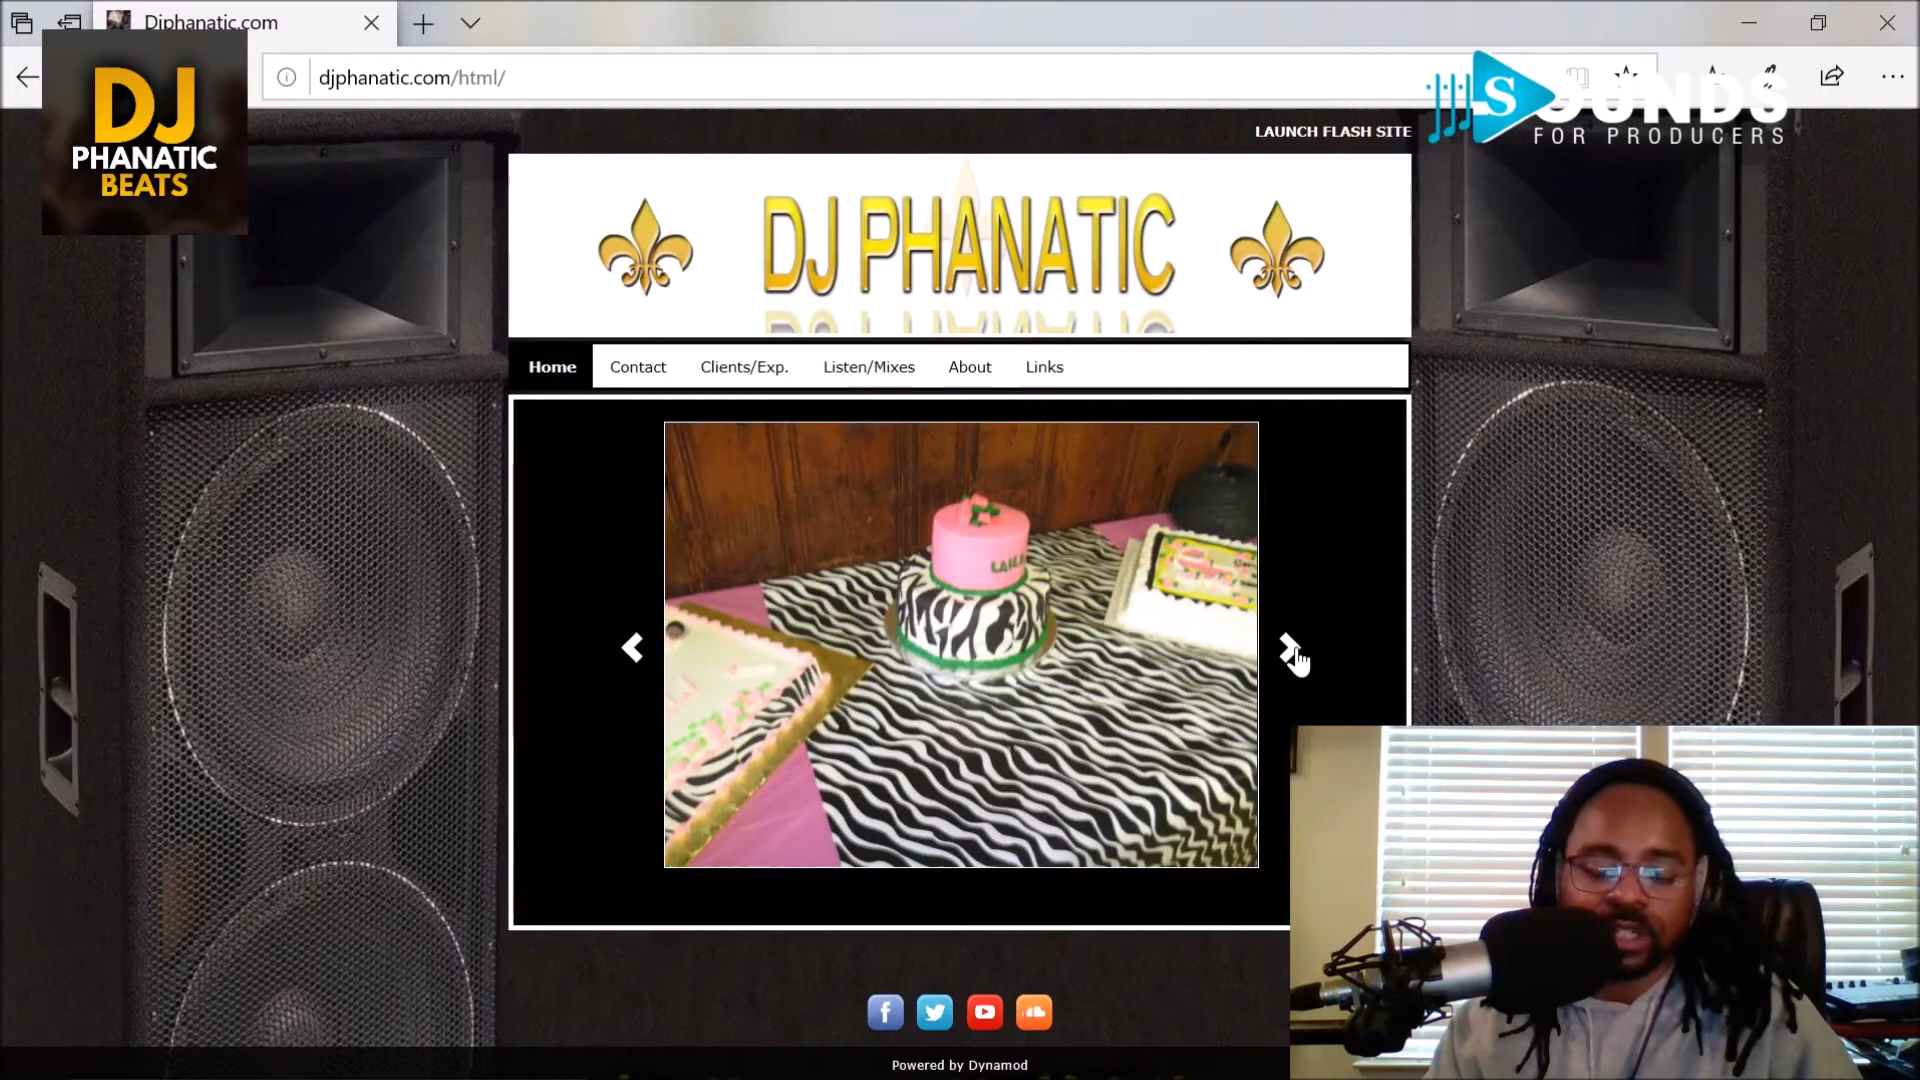 Djphanatic.com
djphanatic.com/html/
DJ
PHANATIC
BEATS
SOUNDS
FOR PRODUCERS
LAUNCH FLASH SITE
DJ PHANATIC
Home Contact Clients/Exp. Listen/Mixes About Links
Powered by Dynamod